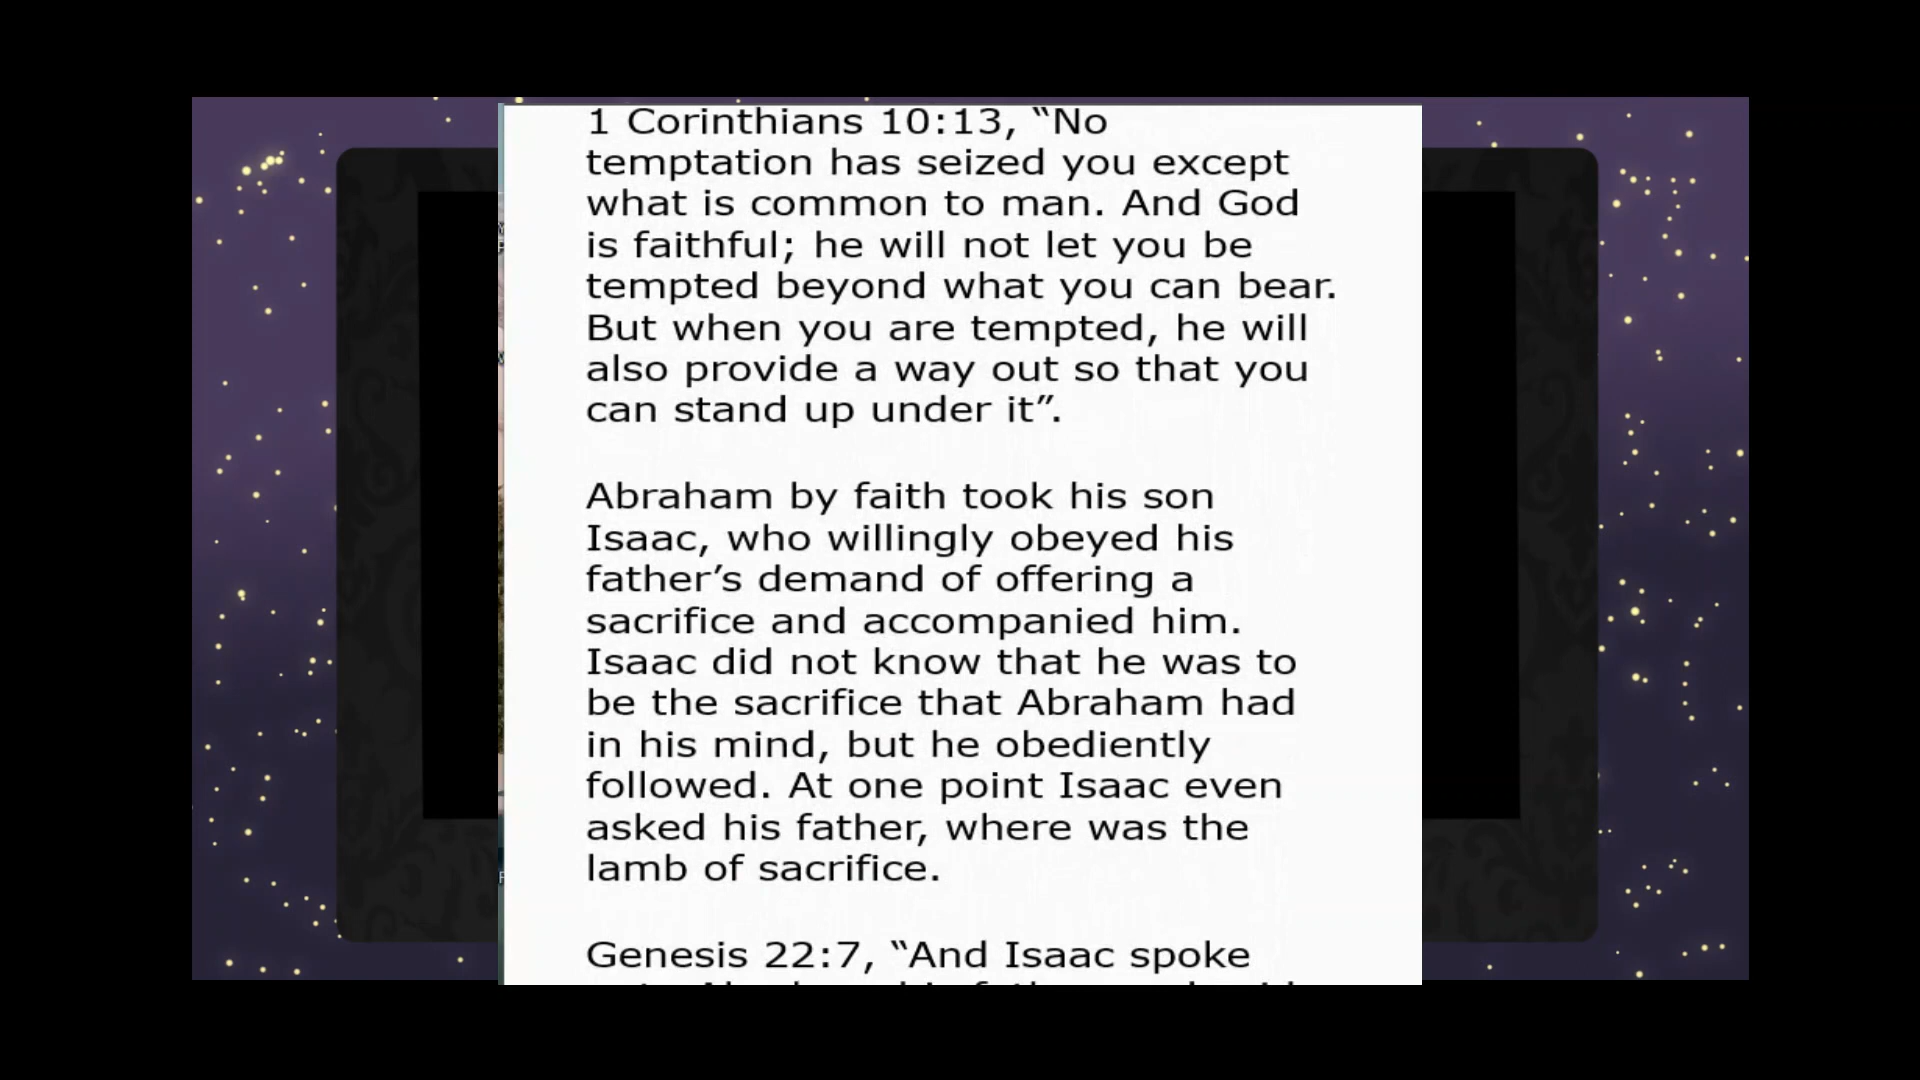 1 Corinthians 10:13, “No
temptation has seized you except
what is common to man. And God
is faithful; he will not let you be
tempted beyond what you can bear.
But when you are tempted, he will
also provide a way out so that you
can stand up under it”.
Abraham by faith took his son
Isaac, who willingly obeyed his
father’s demand of offering a
sacrifice and accompanied him.
Isaac did not know that he was to
be the sacrifice that Abraham had
in his mind, but he obediently
followed. At one point Isaac even
asked his father, where was the
lamb of sacrifice.
Genesis 22:7, “And Isaac spoke